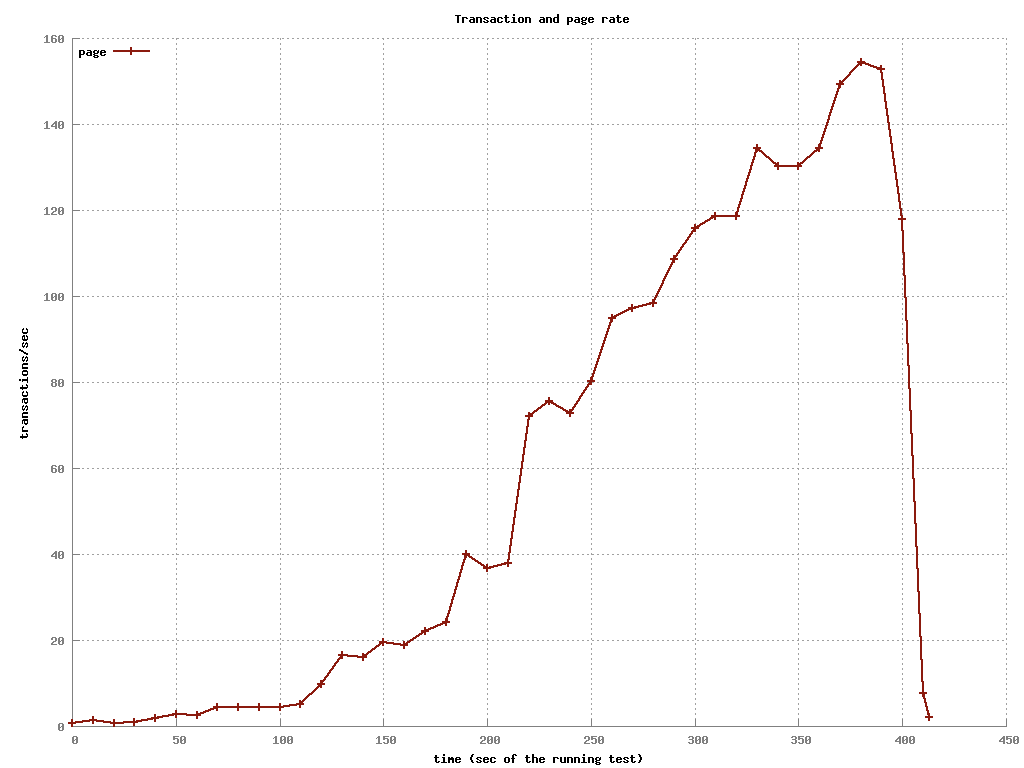 Transaction and page rate
160
page
140
120
100
80
60
40
20
0
transactions/sec
0 50 100 150 200 250 300 350 400 450
time (sec of the running test)